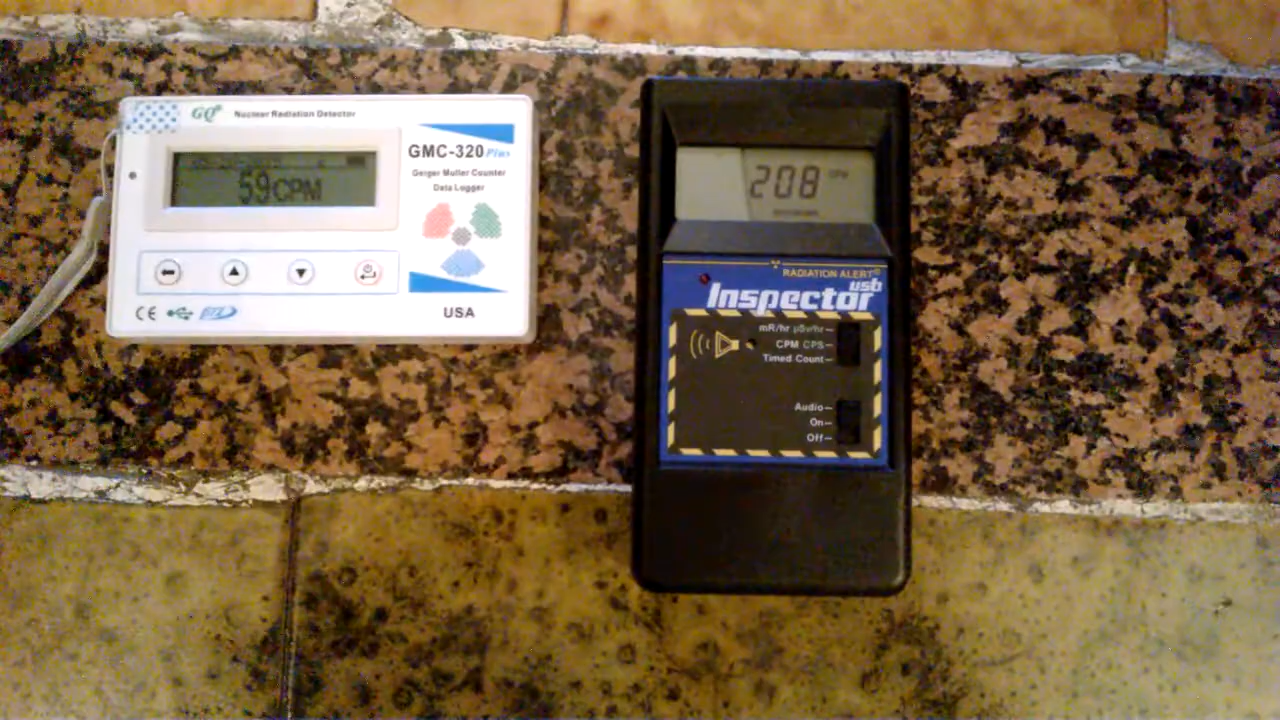 GQ
Nuclear Radiation Detector
GMC-320 Plus
Geiger Muller Counter
Data Logger
59CPM
CE
USA
208 CPM
RADIATION ALERT®
Inspector usb
mR/hr µSv/hr
CPM CPS
Timed Count
Audio
On
Off